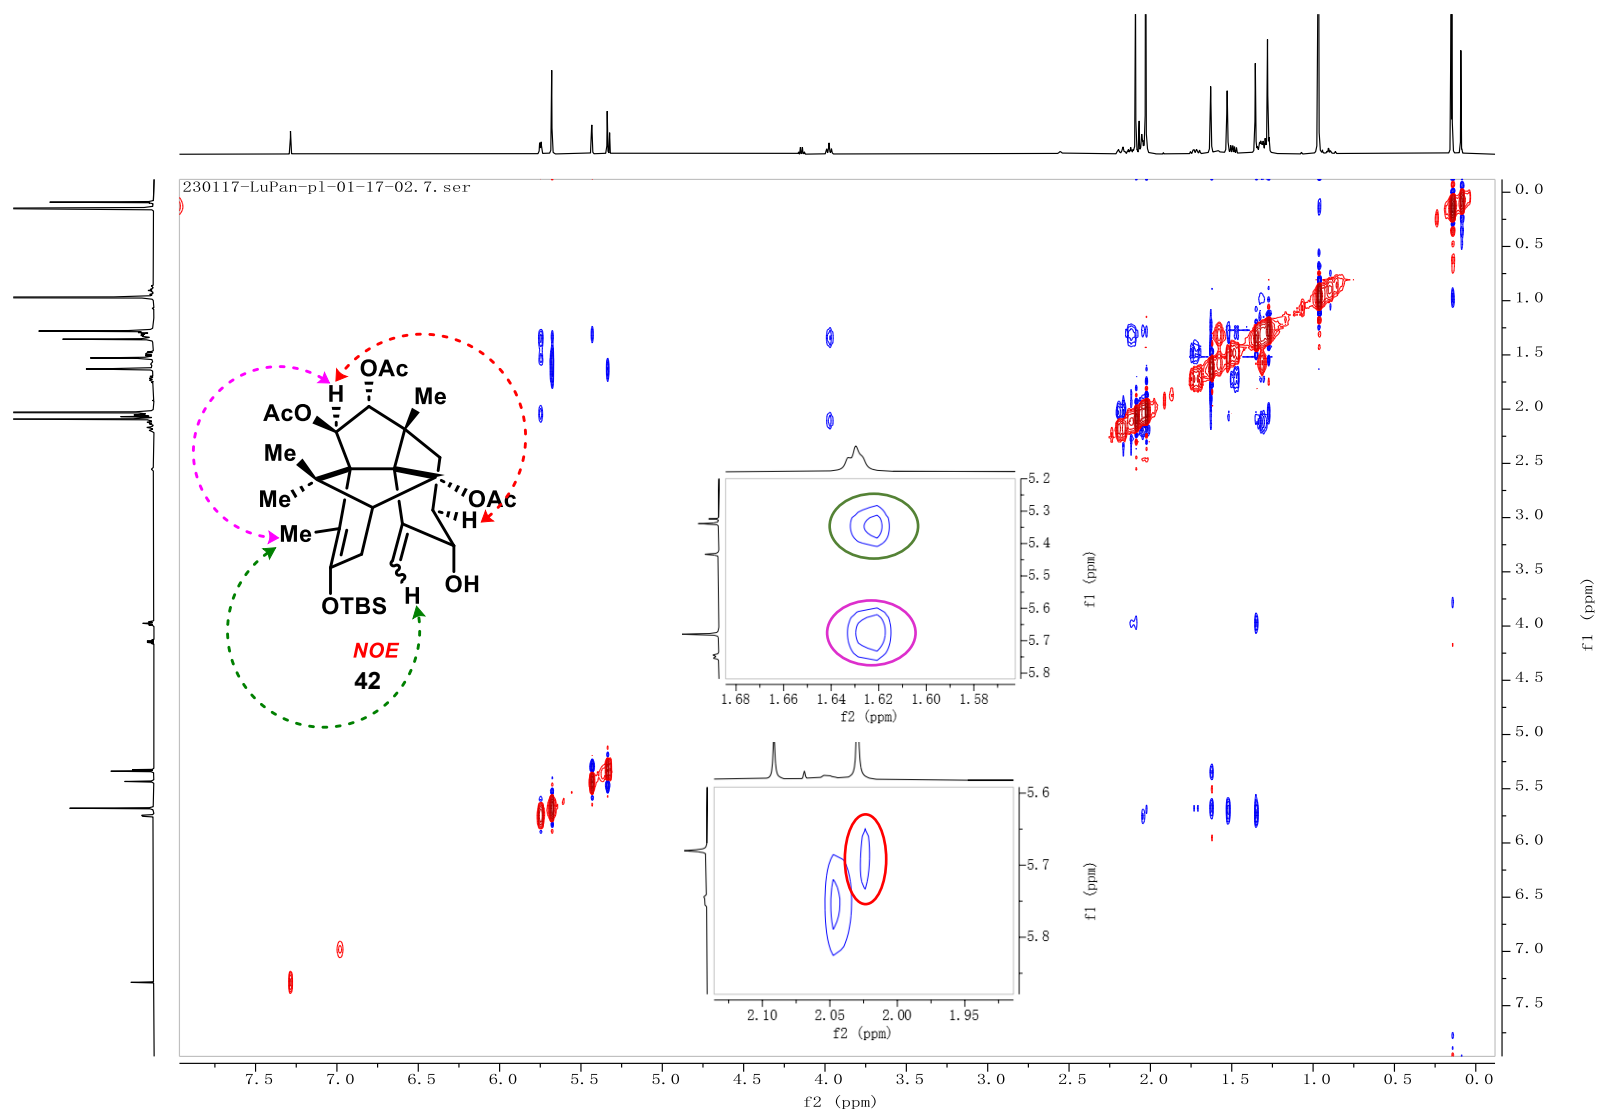 230117-LuPan-pl-01-17-02.7.ser
OAc
H
Me
AcO
Me
Me
OAc
H
Me
OH
H
OTBS
NOE
42
5.2
5.3
5.4
5.5
5.6
5.7
5.8
f1 (ppm)
1.68 1.66 1.64 1.62 1.60 1.58
f2 (ppm)
5.6
5.7
5.8
f1 (ppm)
2.10 2.05 2.00 1.95
f2 (ppm)
0.0
0.5
1.0
1.5
2.0
2.5
3.0
3.5
4.0
4.5
5.0
5.5
6.0
6.5
7.0
7.5
f1 (ppm)
7.5 7.0 6.5 6.0 5.5 5.0 4.5 4.0 3.5 3.0 2.5 2.0 1.5 1.0 0.5 0.0
f2 (ppm)